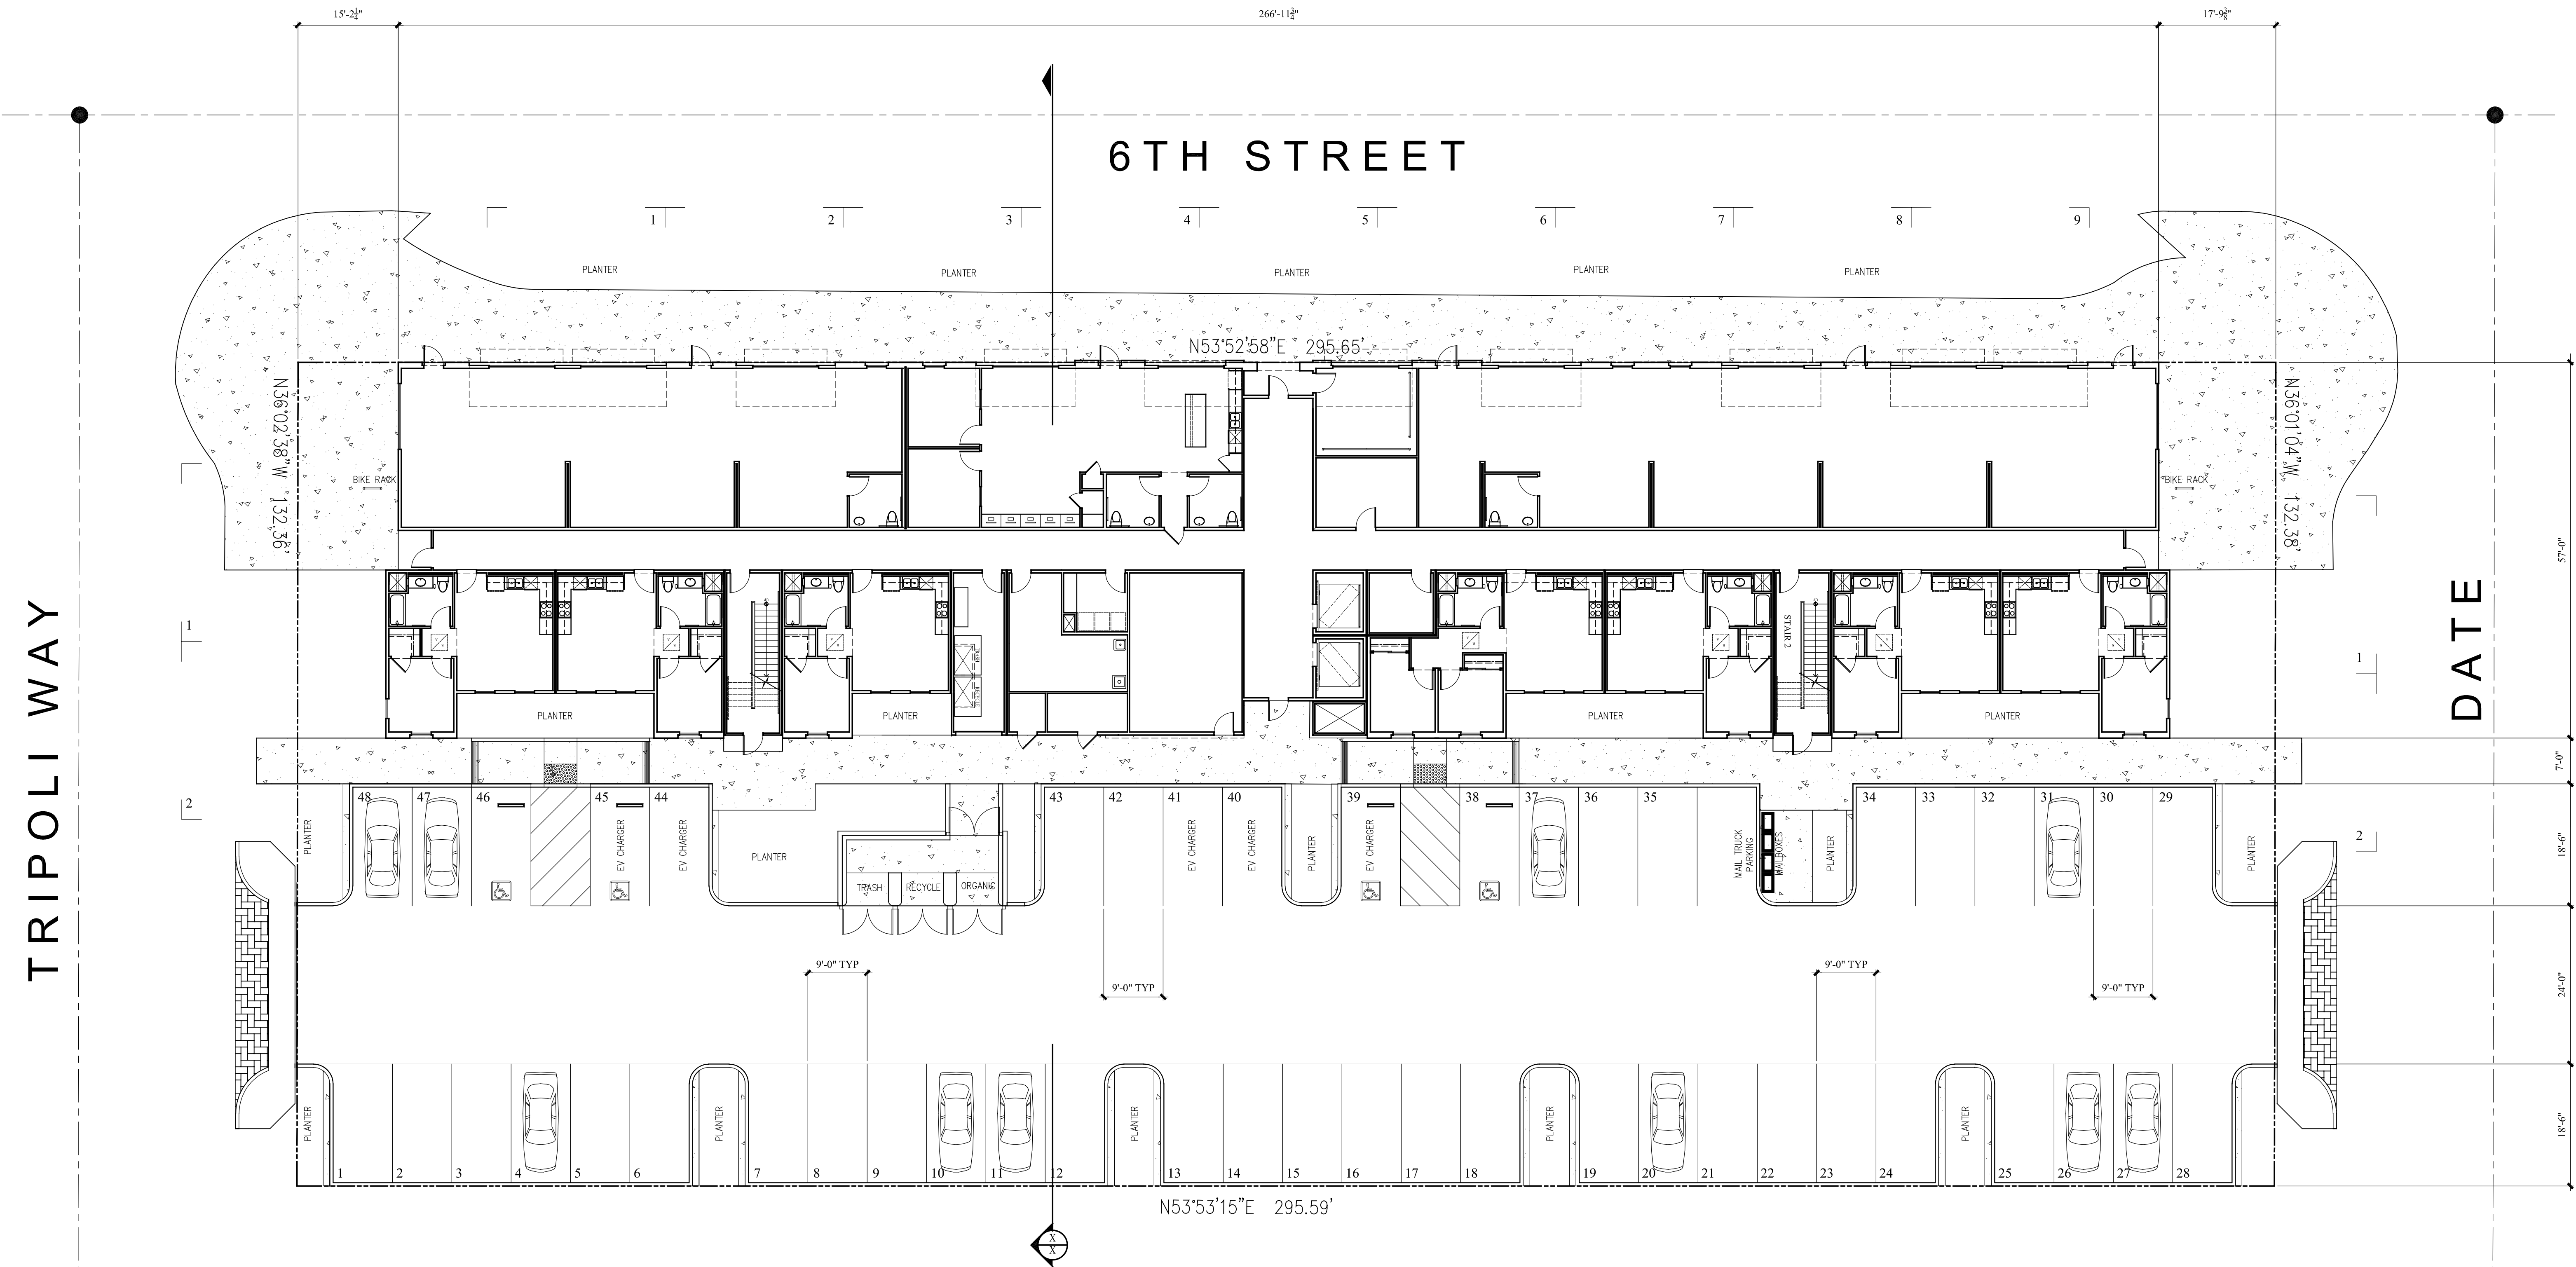 15'-2¼"
266'-11¾"
17'-9⅜"
6TH STREET
1
2
3
4
5
6
7
8
9
PLANTER
PLANTER
PLANTER
PLANTER
PLANTER
N53°52'58"E 295.65'
N36°02'38"W 132.36'
N36°01'04"W 132.38'
BIKE RACK
BIKE RACK
57'-0"
TRIPOLI WAY
DATE
1
2
1
2
TRASH
STAIR 2
PLANTER
PLANTER
PLANTER
PLANTER
7'-0"
48
47
46
45
44
43
42
41
40
39
38
37
36
35
34
33
32
31
30
29
PLANTER
EV CHARGER
EV CHARGER
PLANTER
TRASH
RECYCLE
ORGANIC
EV CHARGER
EV CHARGER
PLANTER
EV CHARGER
MAIL TRUCK
PARKING
MAILBOXES
PLANTER
PLANTER
18'-6"
9'-0" TYP
9'-0" TYP
9'-0" TYP
9'-0" TYP
24'-0"
PLANTER
PLANTER
PLANTER
PLANTER
PLANTER
18'-6"
1
2
3
4
5
6
7
8
9
10
11
12
13
14
15
16
17
18
19
20
21
22
23
24
25
26
27
28
N53°53'15"E 295.59'
X
X